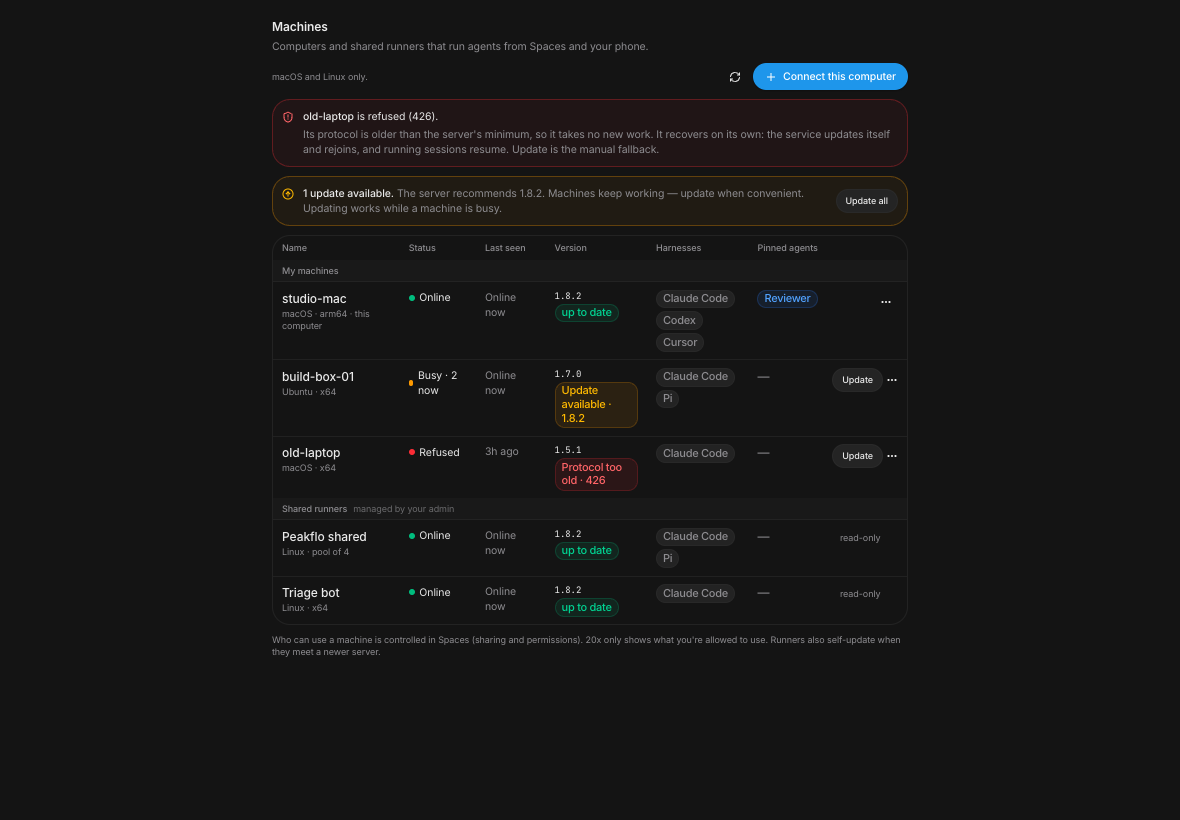 Machines
Computers and shared runners that run agents from Spaces and your phone.
macOS and Linux only.
Connect this computer
old-laptop is refused (426).
Its protocol is older than the server's minimum, so it takes no new work. It recovers on its own: the service updates itself
and rejoins, and running sessions resume. Update is the manual fallback.
1 update available. The server recommends 1.8.2. Machines keep working — update when convenient.
Updating works while a machine is busy.
Update all
Name Status Last seen Version Harnesses Pinned agents
My machines
studio-mac
macOS · arm64 · this
computer
Online
Online
now
1.8.2
up to date
Claude Code
Codex
Cursor
Reviewer
build-box-01
Ubuntu · x64
Busy · 2
now
Online
now
1.7.0
Update
available ·
1.8.2
Claude Code
Pi
—
Update
old-laptop
macOS · x64
Refused
3h ago
1.5.1
Protocol too
old · 426
Claude Code
—
Update
Shared runners managed by your admin
Peakflo shared
Linux · pool of 4
Online
Online
now
1.8.2
up to date
Claude Code
Pi
—
read-only
Triage bot
Linux · x64
Online
Online
now
1.8.2
up to date
Claude Code
—
read-only
Who can use a machine is controlled in Spaces (sharing and permissions). 20x only shows what you're allowed to use. Runners also self-update when
they meet a newer server.